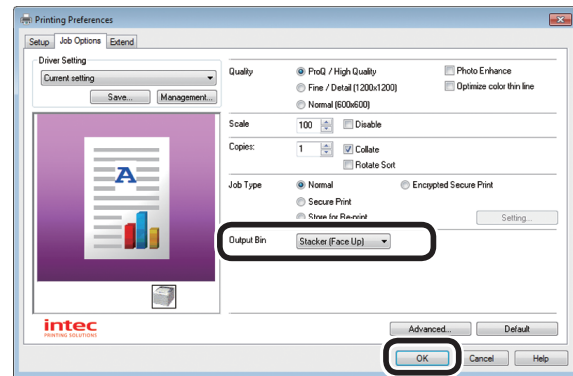 Printing Preferences
Setup Job Options Extend
Driver Setting
Current setting
Save... Management...
A
intec
PRINTING SOLUTIONS
Quality ProQ / High Quality Photo Enhance
Fine / Detail (1200x1200) Optimize color thin line
Normal (600x600)
Scale 100 Disable
Copies: 1 Collate
Rotate Sort
Job Type Normal Encrypted Secure Print
Secure Print
Store for Re-print Setting...
Output Bin Stacker (Face Up)
Advanced... Default
OK Cancel Help